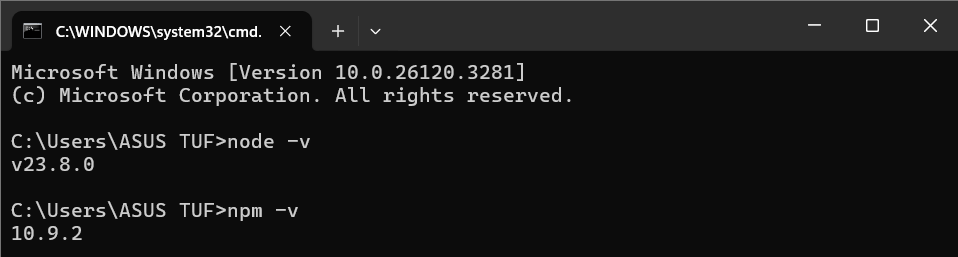 C:\WINDOWS\system32\cmd.
Microsoft Windows [Version 10.0.26120.3281]
(c) Microsoft Corporation. All rights reserved.
C:\Users\ASUS TUF>node -v
v23.8.0
C:\Users\ASUS TUF>npm -v
10.9.2